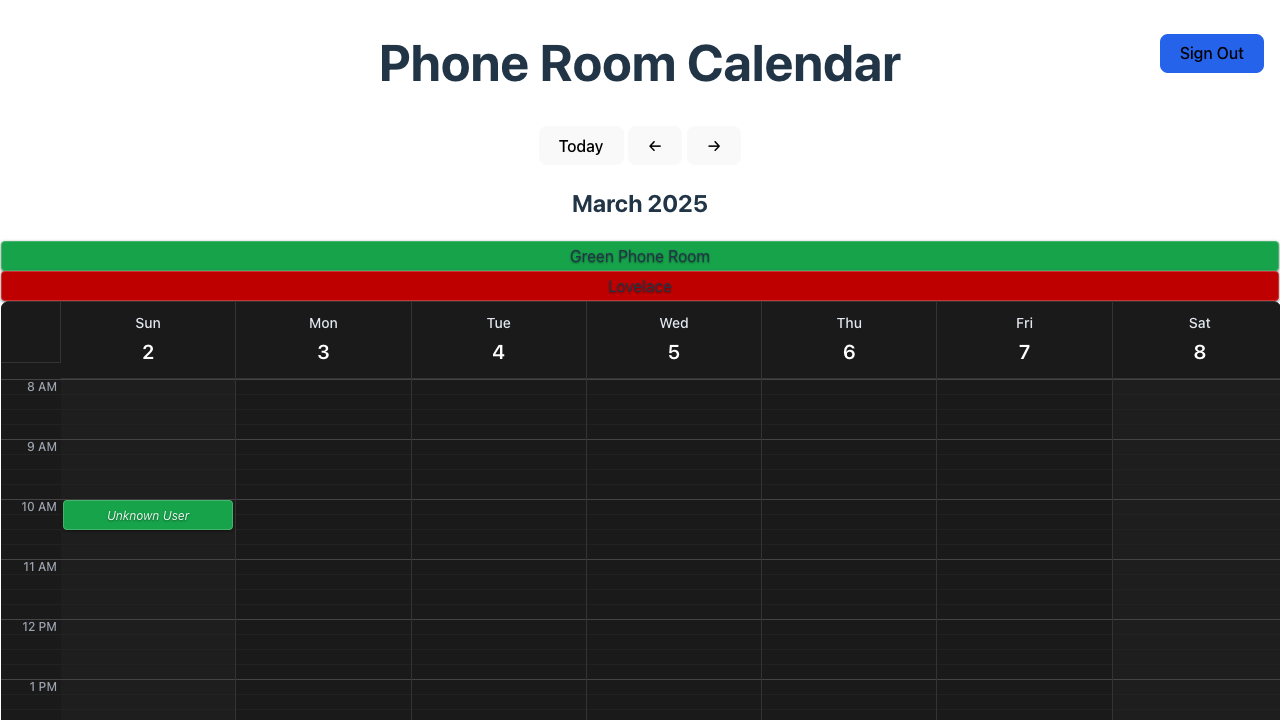 Phone Room Calendar
Sign Out
Today ← →
March 2025
Green Phone Room
Lovelace
Sun Mon Tue Wed Thu Fri Sat
2 3 4 5 6 7 8
8 AM
9 AM
10 AM
Unknown User
11 AM
12 PM
1 PM